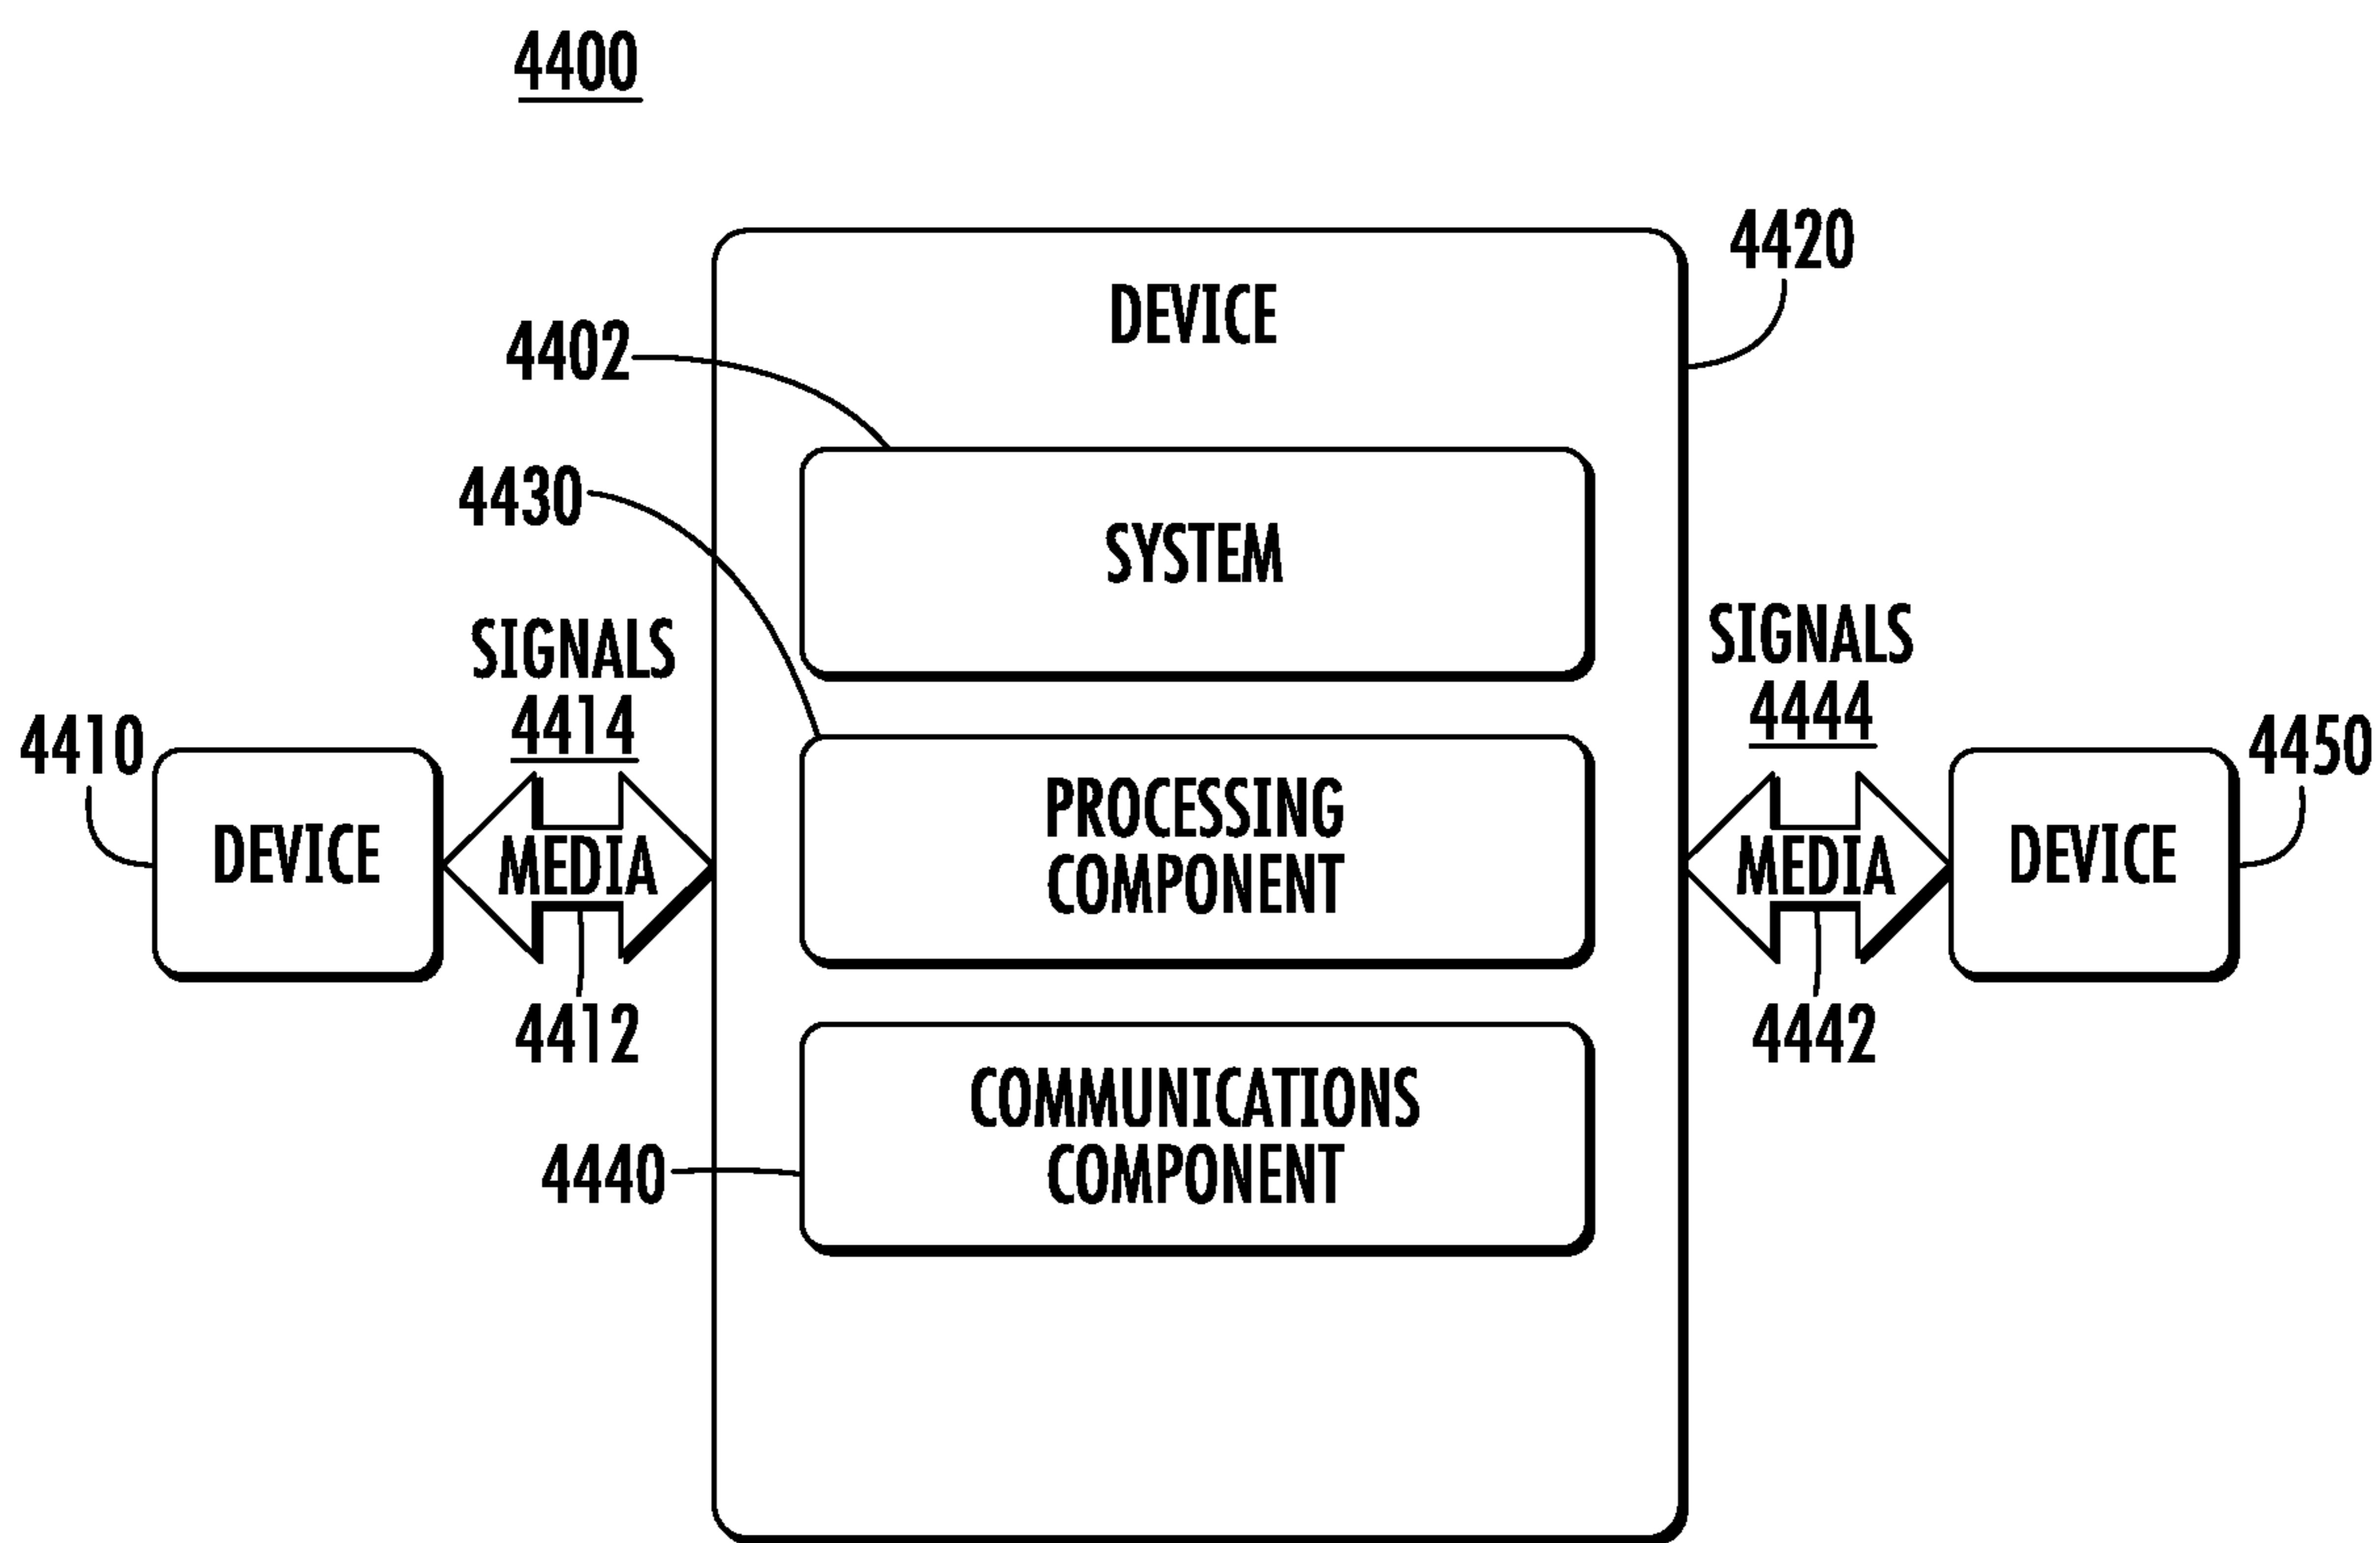 4400
4420
DEVICE
4402
4430
SYSTEM
SIGNALS
4414
SIGNALS
4444
4410
DEVICE
MEDIA
PROCESSING
COMPONENT
MEDIA
DEVICE
4450
4412
4442
COMMUNICATIONS
COMPONENT
4440